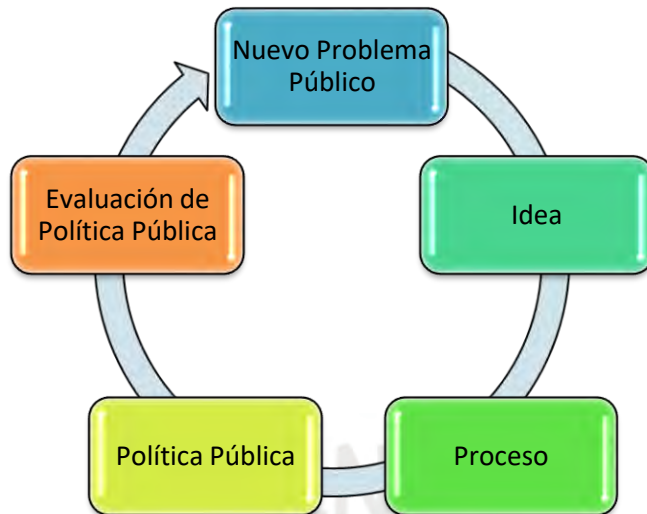 Nuevo Problema
Público
Idea
Proceso
Política Pública
Evaluación de
Política Pública